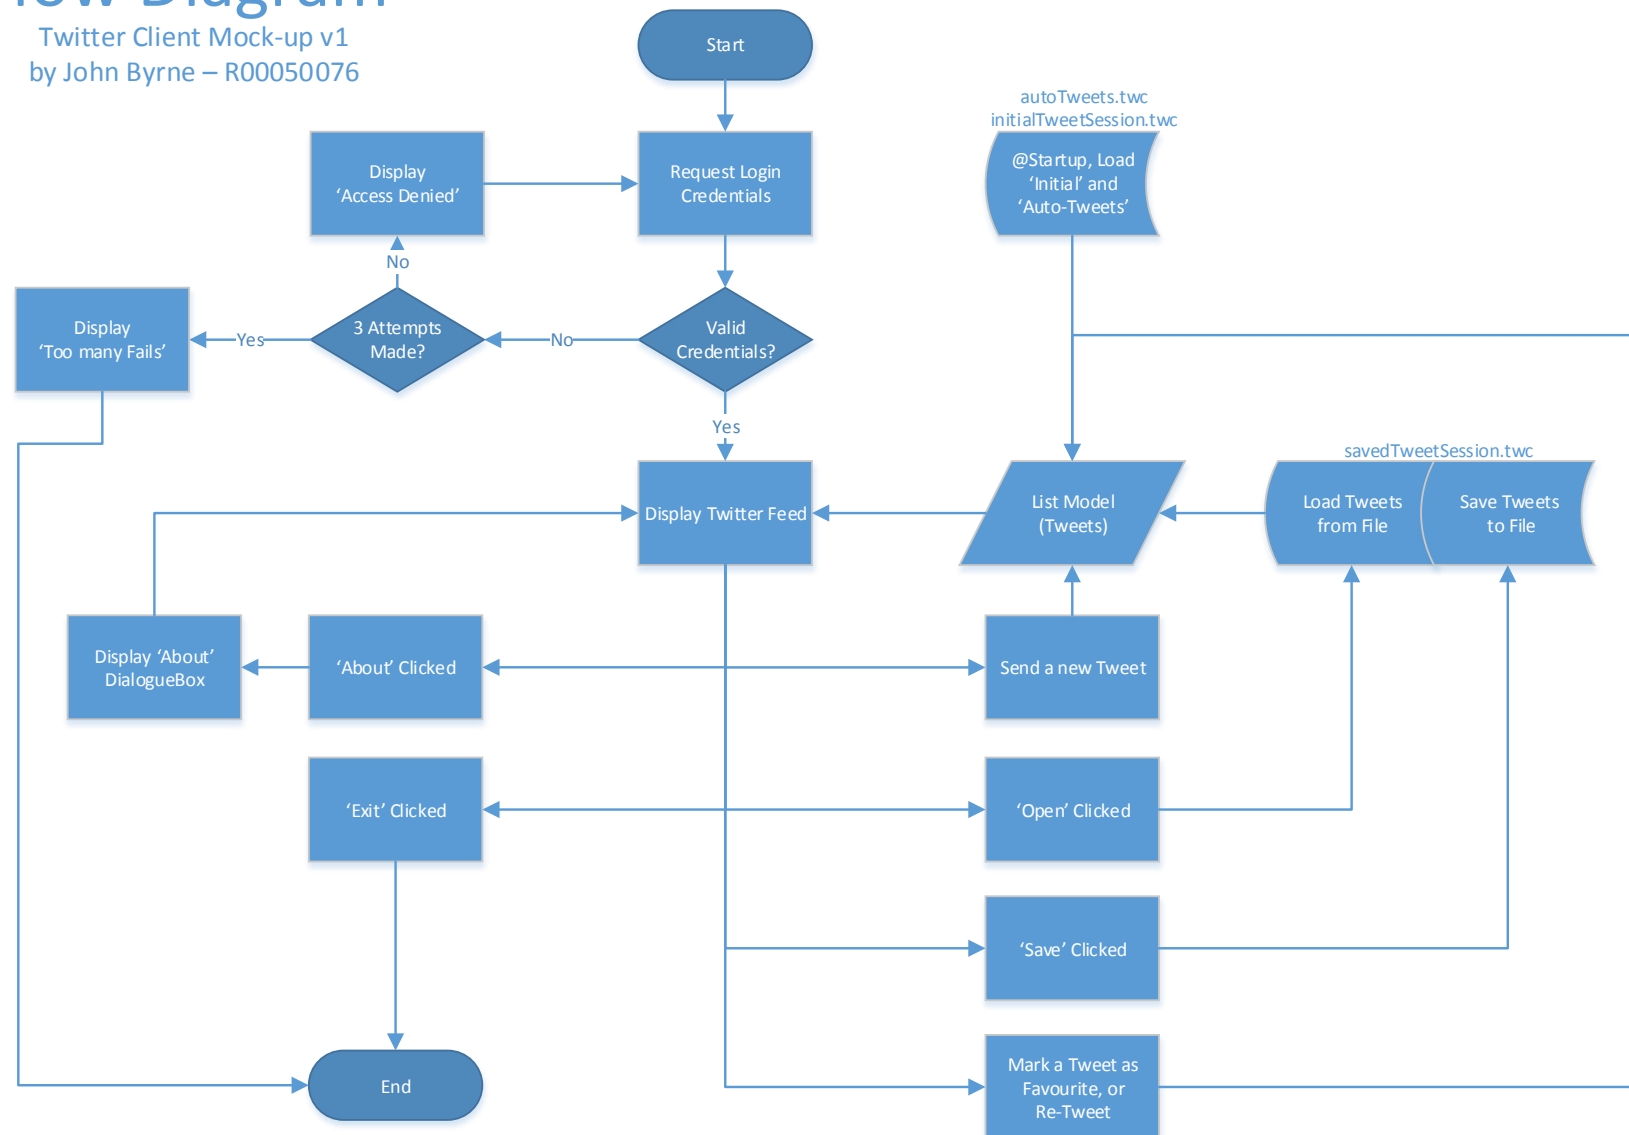 low Diagram
Twitter Client Mock-up v1
by John Byrne – R00050076
Start
autoTweets.twc
initialTweetSession.twc
Display
‘Access Denied’
Request Login
Credentials
@Startup, Load
‘Initial’ and
‘Auto-Tweets’
No
Display
‘Too many Fails’
Yes
3 Attempts
Made?
No
Valid
Credentials?
Yes
savedTweetSession.twc
Display Twitter Feed
List Model
(Tweets)
Load Tweets
from File
Save Tweets
to File
Display ‘About’
DialogueBox
‘About’ Clicked
Send a new Tweet
‘Exit’ Clicked
‘Open’ Clicked
‘Save’ Clicked
End
Mark a Tweet as
Favourite, or
Re-Tweet